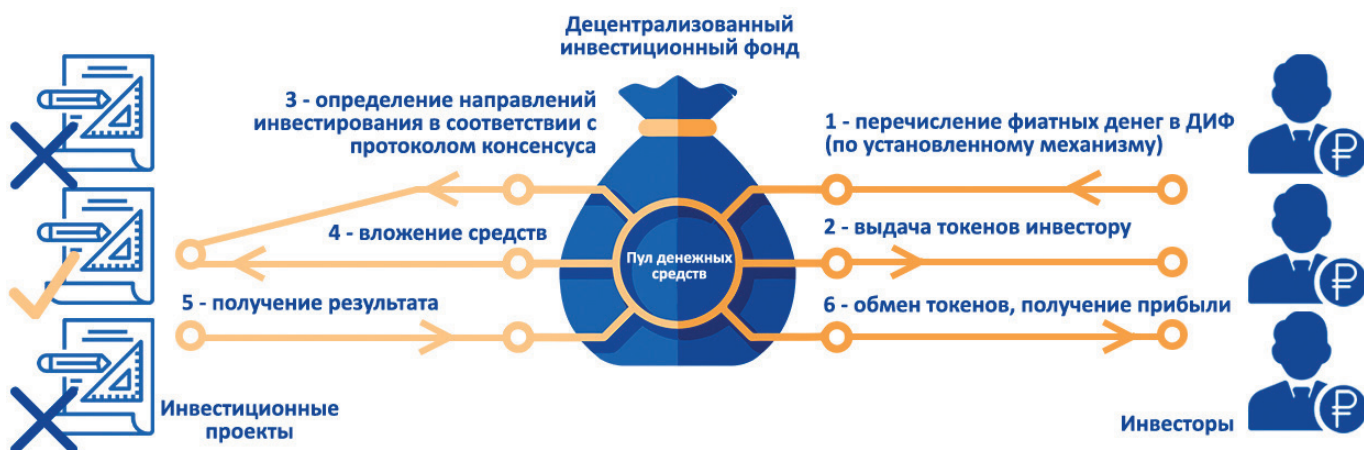 Децентрализованный
инвестиционный фонд
3 - определение направлений
инвестирования в соответствии с
протоколом консенсуса
1 - перечисление фиатных денег в ДИФ
(по установленному механизму)
4 - вложение средств
2 - выдача токенов инвестору
Пул денежных
средств
5 - получение результата
6 - обмен токенов, получение прибыли
Инвестиционные
проекты
Инвесторы
₽
₽
₽